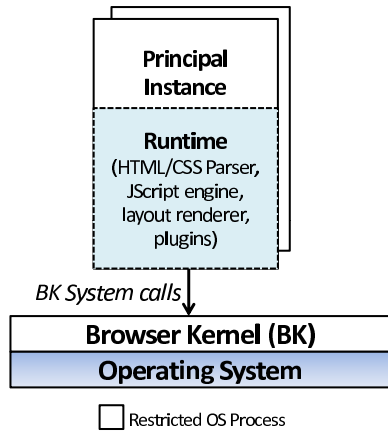 Principal
Instance
Runtime
(HTML/CSS Parser,
JScript engine,
layout renderer,
plugins)
BK System calls
Browser Kernel (BK)
Operating System
Restricted OS Process